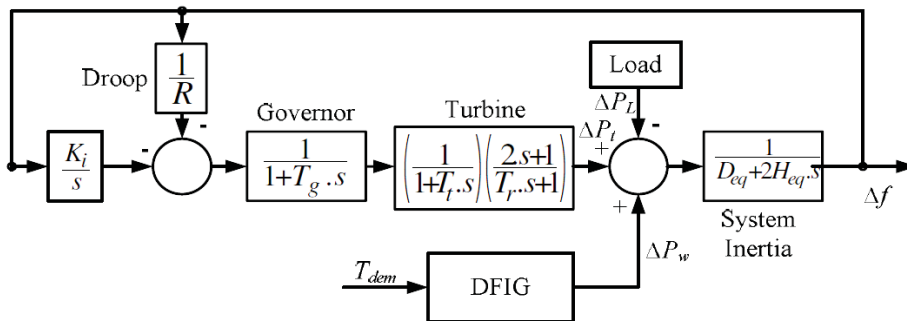 Droop
1
R
-
Load
Governor
Turbine
ΔP_L
-
ΔP_t
+
K_i
s
-
1
1+T_g.s
(1/(1+T_t.s))((2.s+1)/(T_r..s+1))
1
D_eq+2H_eq.s
Δf
+
System
Inertia
ΔP_w
T_dem
DFIG